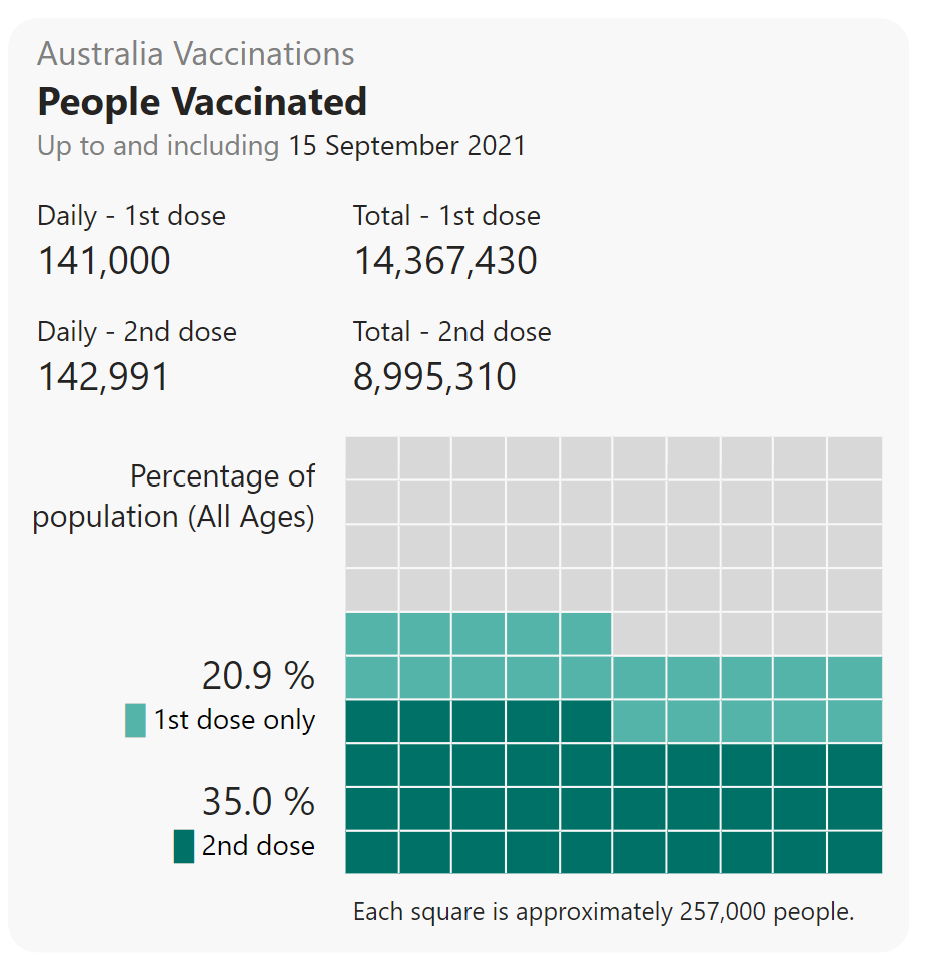 Australia Vaccinations
People Vaccinated
Up to and including 15 September 2021
Daily - 1st dose
141,000
Total - 1st dose
14,367,430
Daily - 2nd dose
142,991
Total - 2nd dose
8,995,310
Percentage of
population (All Ages)
20.9 %
1st dose only
35.0 %
2nd dose
Each square is approximately 257,000 people.